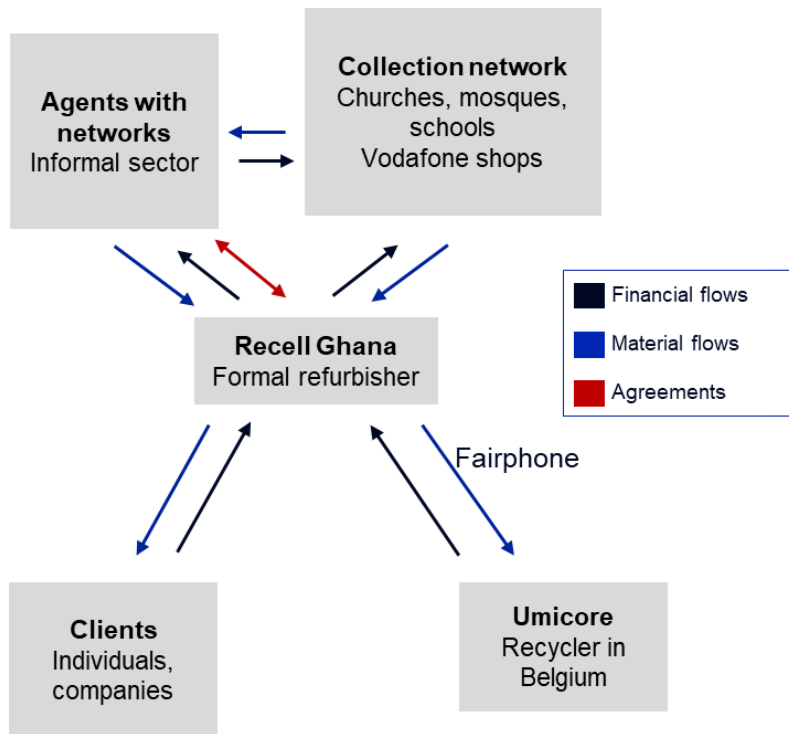 Agents with
networks
Informal sector
Collection network
Churches, mosques,
schools
Vodafone shops
Recell Ghana
Formal refurbisher
Financial flows
Material flows
Agreements
Fairphone
Clients
Individuals,
companies
Umicore
Recycler in
Belgium